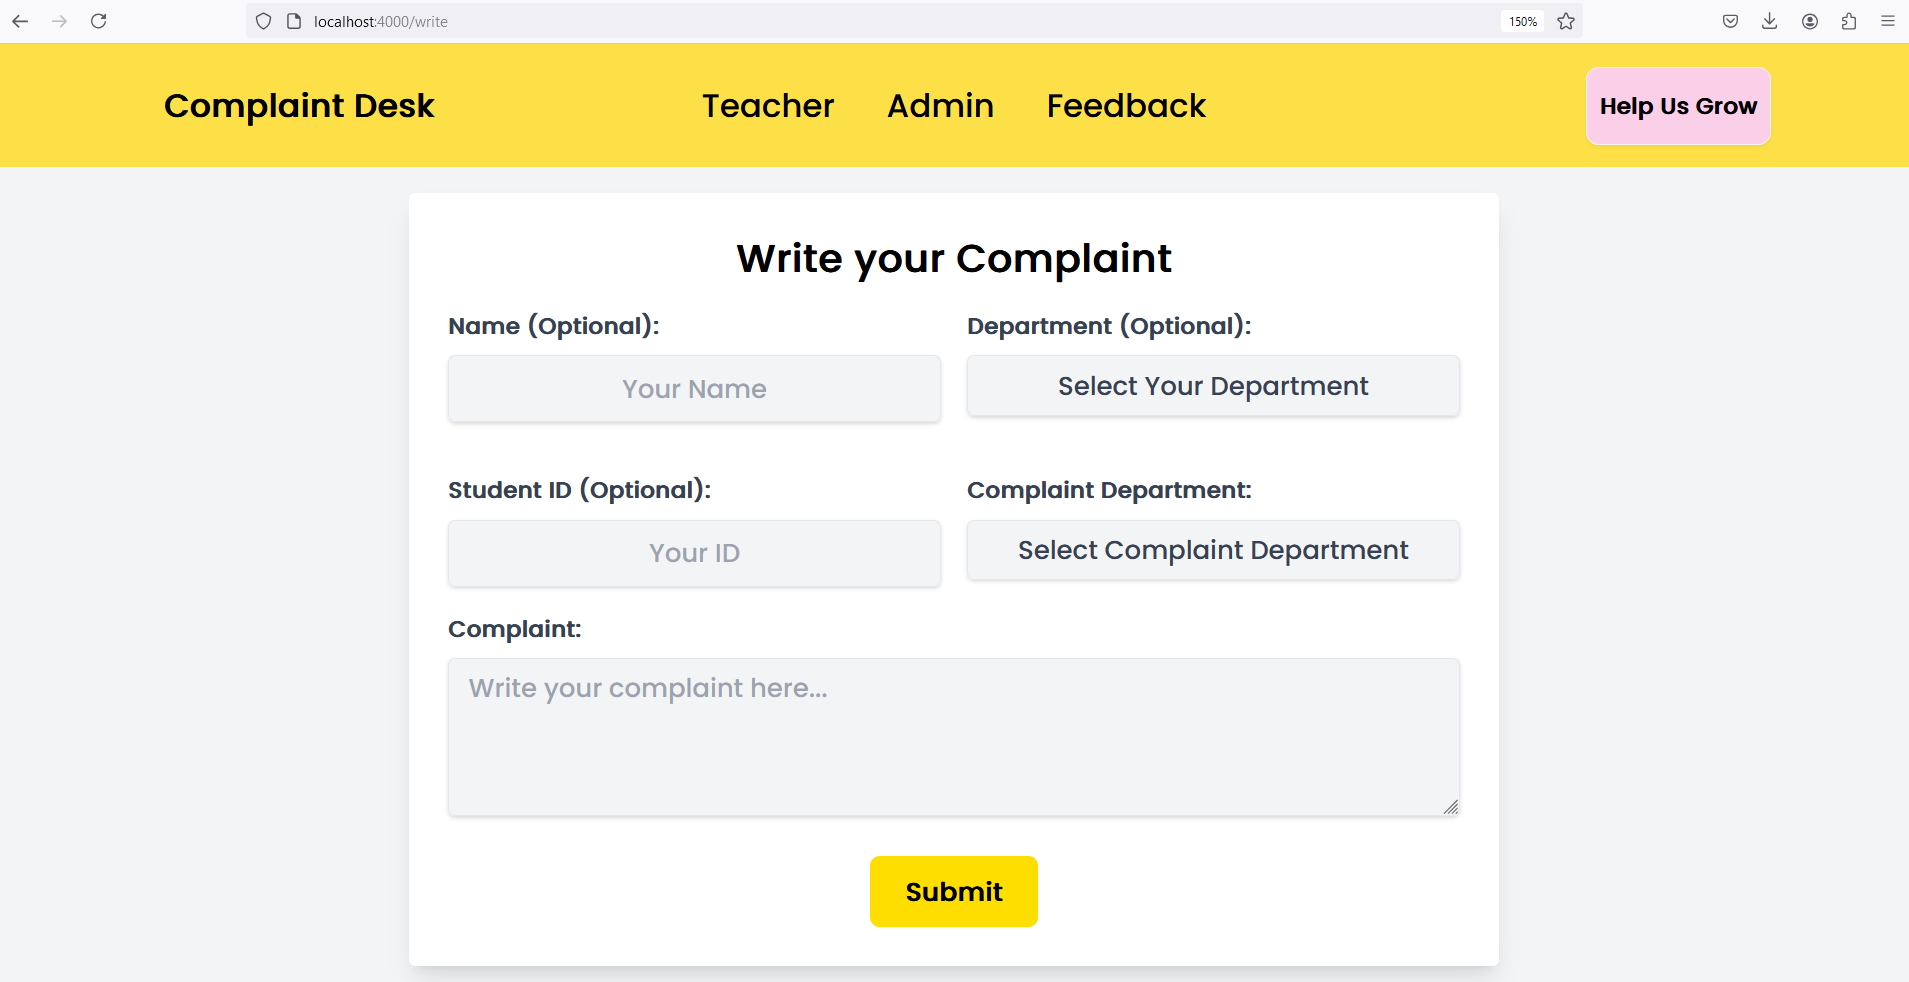 localhost:4000/write
150%
Complaint Desk
Teacher
Admin
Feedback
Help Us Grow
Write your Complaint
Name (Optional):
Department (Optional):
Your Name
Select Your Department
Student ID (Optional):
Complaint Department:
Your ID
Select Complaint Department
Complaint:
Write your complaint here...
Submit